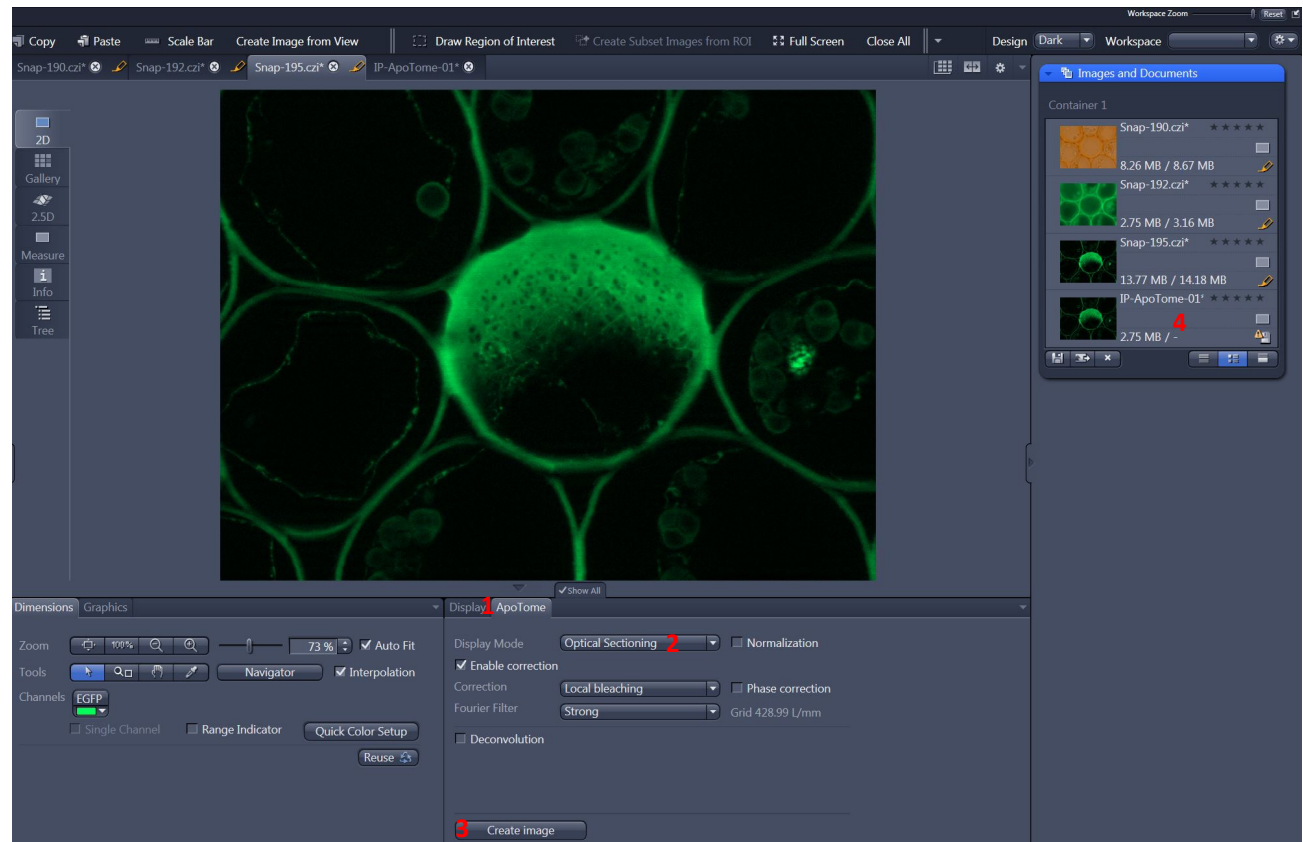 Workspace Zoom Reset
Copy Paste Scale Bar Create Image from View Draw Region of Interest Create Subset Images from ROI Full Screen Close All Design Dark Workspace
Snap-190.czi* Snap-192.czi* Snap-195.czi* IP-ApoTome-01*
Images and Documents
Container 1
2D
Gallery
2.5D
Measure
i
Info
Tree
Snap-190.czi*
8.26 MB / 8.67 MB
Snap-192.czi*
2.75 MB / 3.16 MB
Snap-195.czi*
13.77 MB / 14.18 MB
IP-ApoTome-01*
4
2.75 MB / -
Show All
Dimensions Graphics
Zoom 100% 73 % Auto Fit
Tools Navigator Interpolation
Channels EGFP
Single Channel Range Indicator Quick Color Setup
Reuse
Display 1 ApoTome
Display Mode Optical Sectioning 2 Normalization
Enable correction
Correction Local bleaching Phase correction
Fourier Filter Strong Grid 428.99 L/mm
Deconvolution
3 Create image